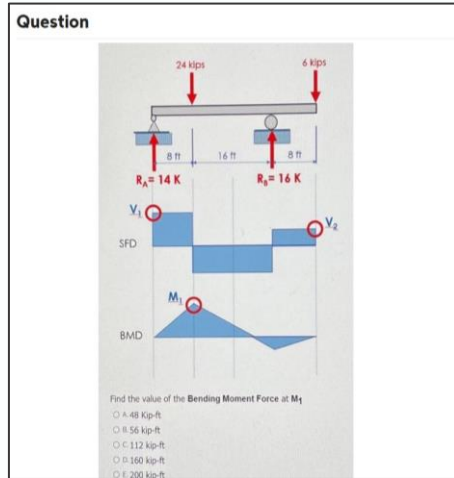 Question
24 kips 6 kips
8 ft 16 ft 8 ft
R_A= 14 K R_B= 16 K
V₁ V₂
SFD
M₁
BMD
Find the value of the Bending Moment Force at M₁
A. 48 Kip-ft
B. 56 kip-ft
C. 112 kip-ft
D. 160 kip-ft
E. 200 kip-ft